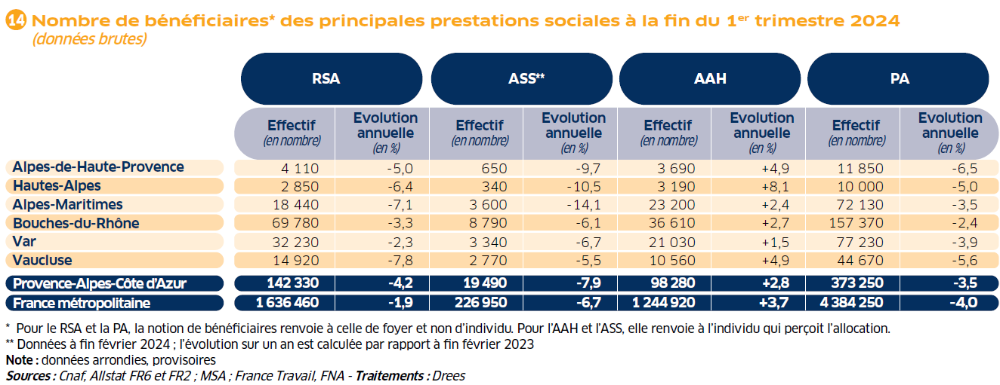 14 Nombre de bénéficiaires* des principales prestations sociales à la fin du 1er trimestre 2024
(données brutes)
RSA ASS** AAH PA
Effectif (en nombre) Evolution annuelle (en %) Effectif (en nombre) Evolution annuelle (en %) Effectif (en nombre) Evolution annuelle (en %) Effectif (en nombre) Evolution annuelle (en %)
Alpes-de-Haute-Provence 4 110 -5,0 650 -9,7 3 690 +4,9 11 850 -6,5
Hautes-Alpes 2 850 -6,4 340 -10,5 3 190 +8,1 10 000 -5,0
Alpes-Maritimes 18 440 -7,1 3 600 -14,1 23 200 +2,4 72 130 -3,5
Bouches-du-Rhône 69 780 -3,3 8 790 -6,1 36 610 +2,7 157 370 -2,4
Var 32 230 -2,3 3 340 -6,7 21 030 +1,5 77 230 -3,9
Vaucluse 14 920 -7,8 2 770 -5,5 10 560 +4,9 44 670 -5,6
Provence-Alpes-Côte d'Azur 142 330 -4,2 19 490 -7,9 98 280 +2,8 373 250 -3,5
France métropolitaine 1 636 460 -1,9 226 950 -6,7 1 244 920 +3,7 4 384 250 -4,0
* Pour le RSA et la PA, la notion de bénéficiaires renvoie à celle de foyer et non d'individu. Pour l'AAH et l'ASS, elle renvoie à l'individu qui perçoit l'allocation.
** Données à fin février 2024 ; l'évolution sur un an est calculée par rapport à fin février 2023
Note : données arrondies, provisoires
Sources : Cnaf, Allstat FR6 et FR2 ; MSA ; France Travail, FNA - Traitements : Drees